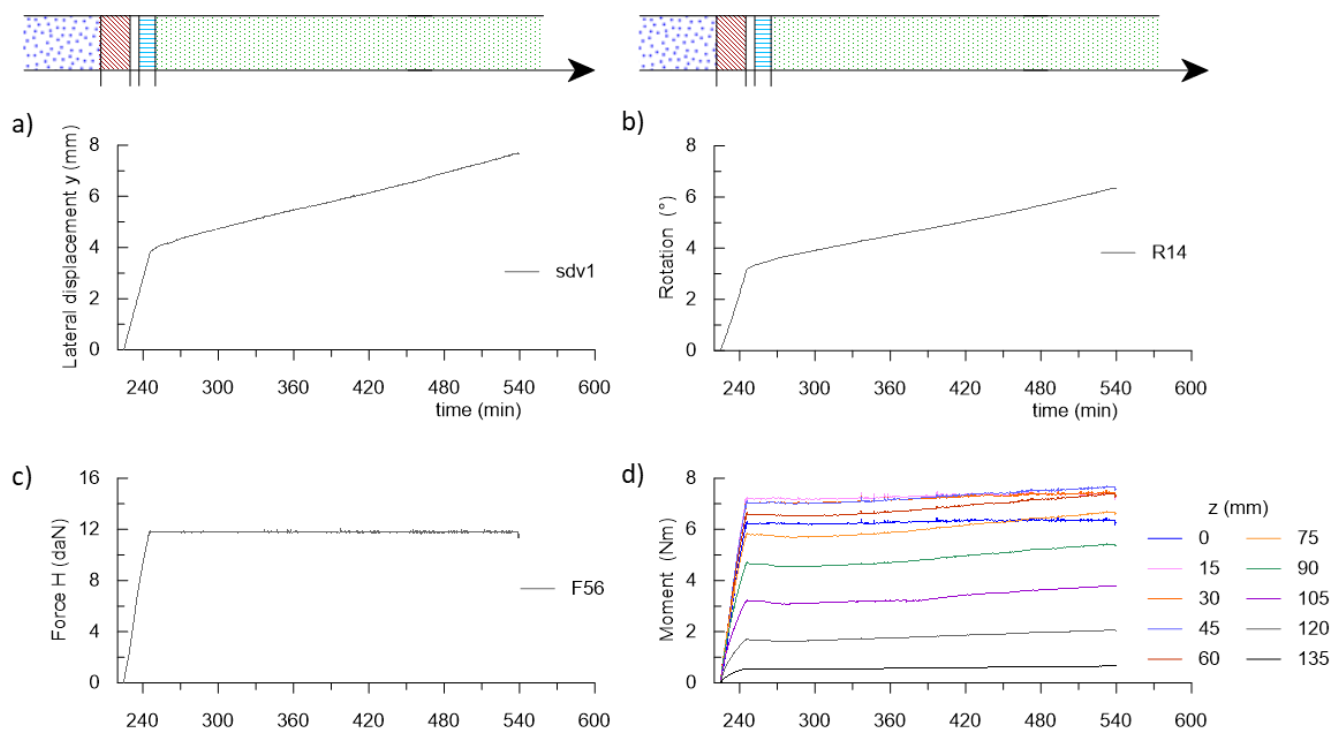 a)
Lateral displacement y (mm)
8
6
4
2
0
sdv1
240 300 360 420 480 540 600
time (min)
b)
Rotation (°)
8
6
4
2
0
R14
240 300 360 420 480 540 600
time (min)
c)
Force H (daN)
16
12
8
4
0
F56
240 300 360 420 480 540 600
d)
Moment (Nm)
8
6
4
2
0
z (mm)
0 75
15 90
30 105
45 120
60 135
240 300 360 420 480 540 600